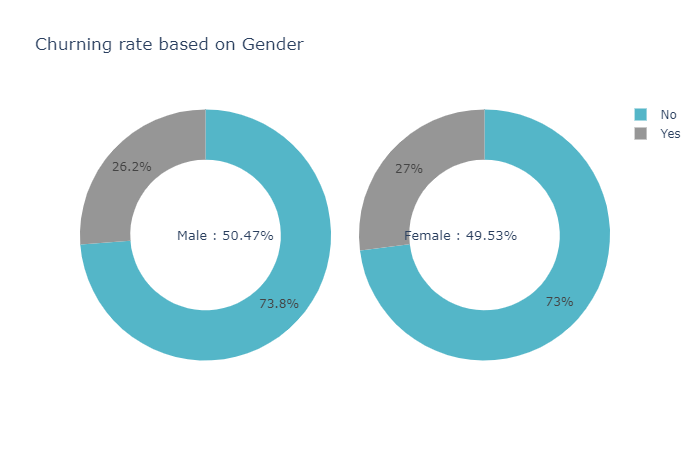 Churning rate based on Gender
No
Yes
26.2%
Male : 50.47%
73.8%
27%
Female : 49.53%
73%